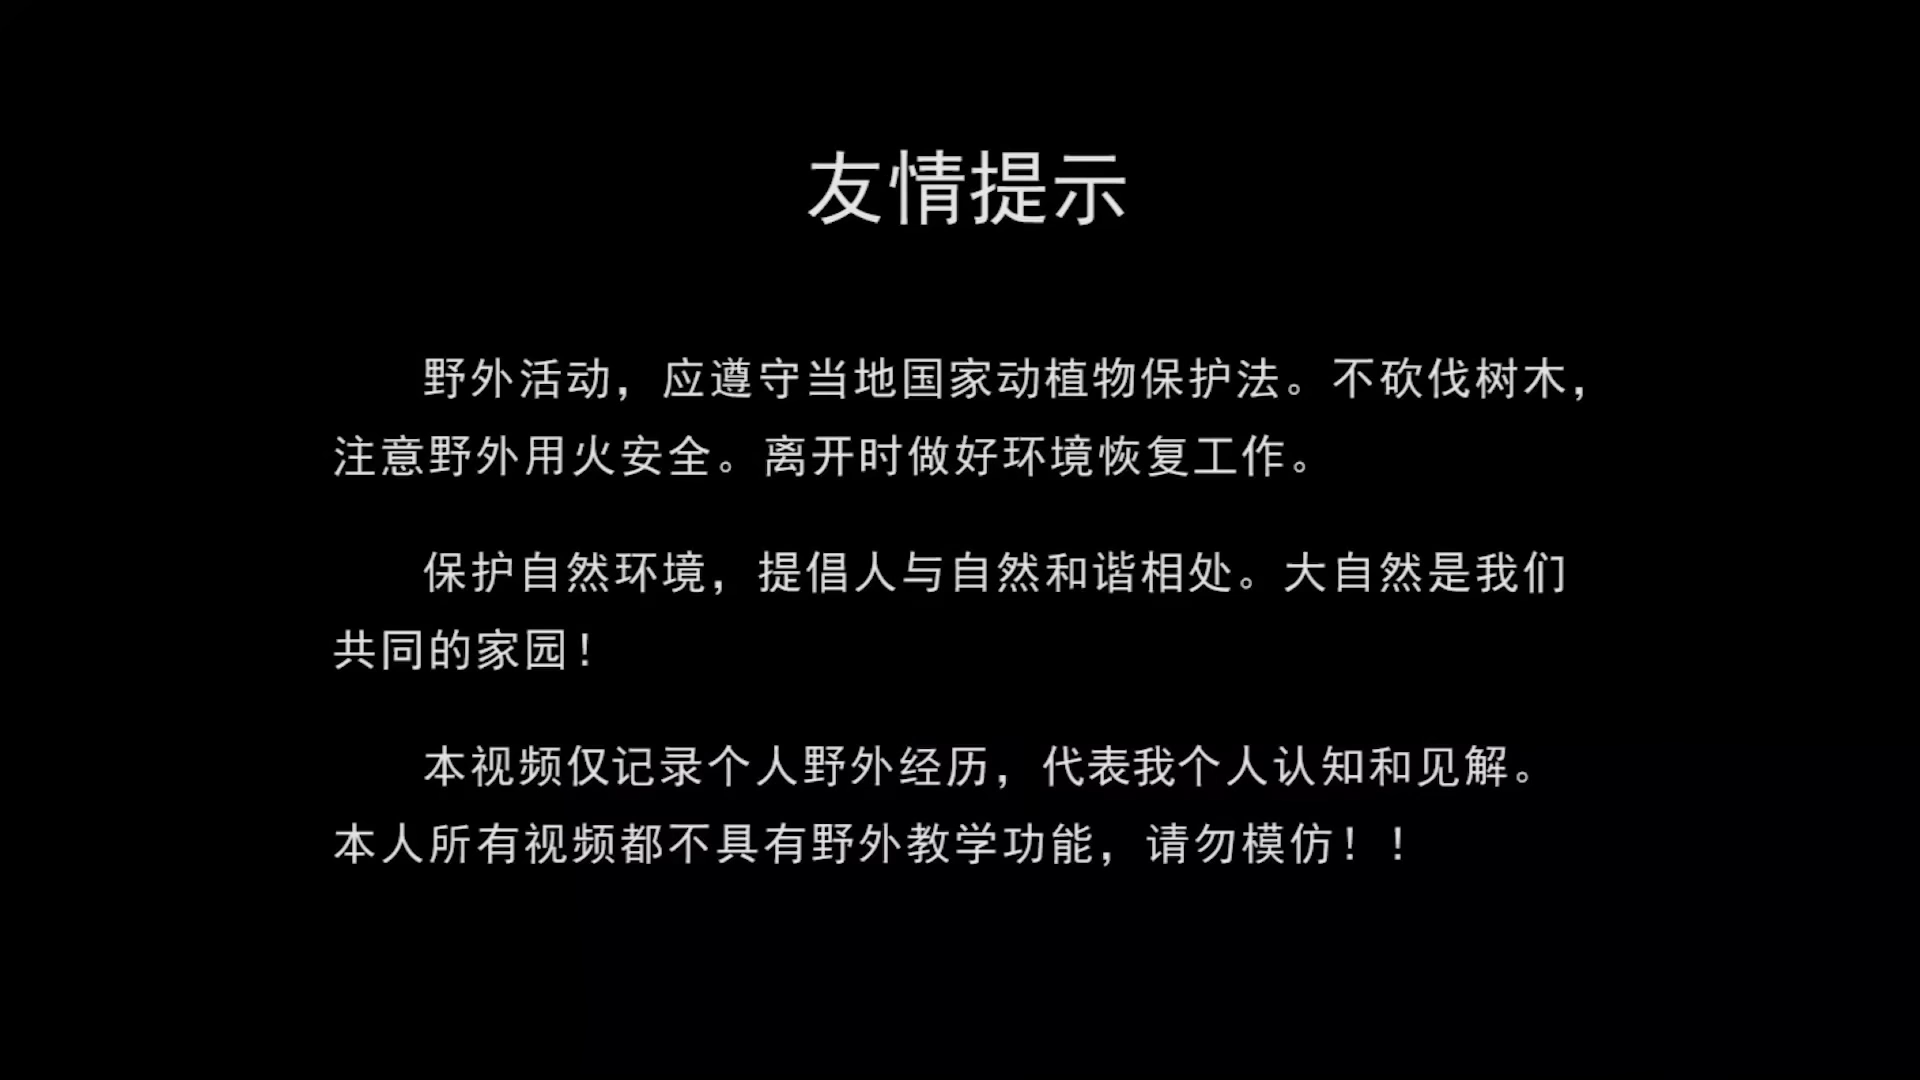 友情提示
野外活动，应遵守当地国家动植物保护法。不砍伐树木，
注意野外用火安全。离开时做好环境恢复工作。
保护自然环境，提倡人与自然和谐相处。大自然是我们
共同的家园！
本视频仅记录个人野外经历，代表我个人认知和见解。
本人所有视频都不具有野外教学功能，请勿模仿！！